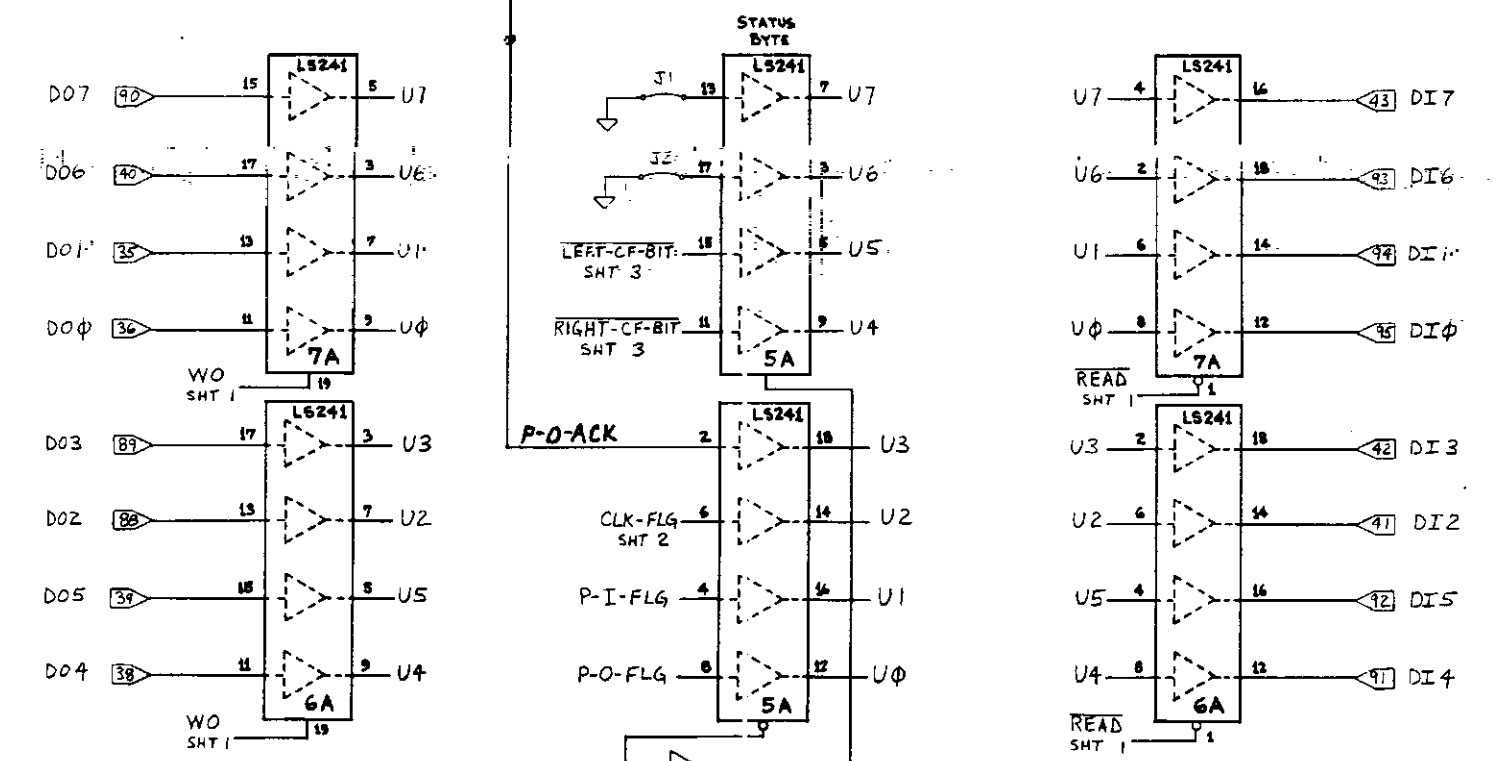 STATUS
BYTE
LS241
DO7 90 15 5 U7
DO6 40 17 3 U6
DO1 35 13 7 U1
DOφ 36 11 9 Uφ
7A
WO
SHT 1
19
LS241
DO3 89 17 3 U3
DO2 88 13 7 U2
DO5 39 15 5 U5
DO4 38 11 9 U4
6A
WO
SHT 1
19
LS241
J1 13 7 U7
J2 17 3 U6
LEFT-CF-BIT 15 5 U5
SHT 3
RIGHT-CF-BIT 11 9 U4
SHT 3
5A
LS241
P-O-ACK 2 18 U3
CLK-FLG 6 14 U2
SHT 2
P-I-FLG 4 16 U1
P-O-FLG 8 12 Uφ
5A
LS241
U7 4 16 43 DI7
U6 2 18 93 DI6
U1 6 14 94 DI1
Uφ 8 12 95 DIφ
7A
READ
SHT 1
1
LS241
U3 2 18 42 DI3
U2 6 14 41 DI2
U5 4 16 92 DI5
U4 8 12 91 DI4
6A
READ
SHT 1
1